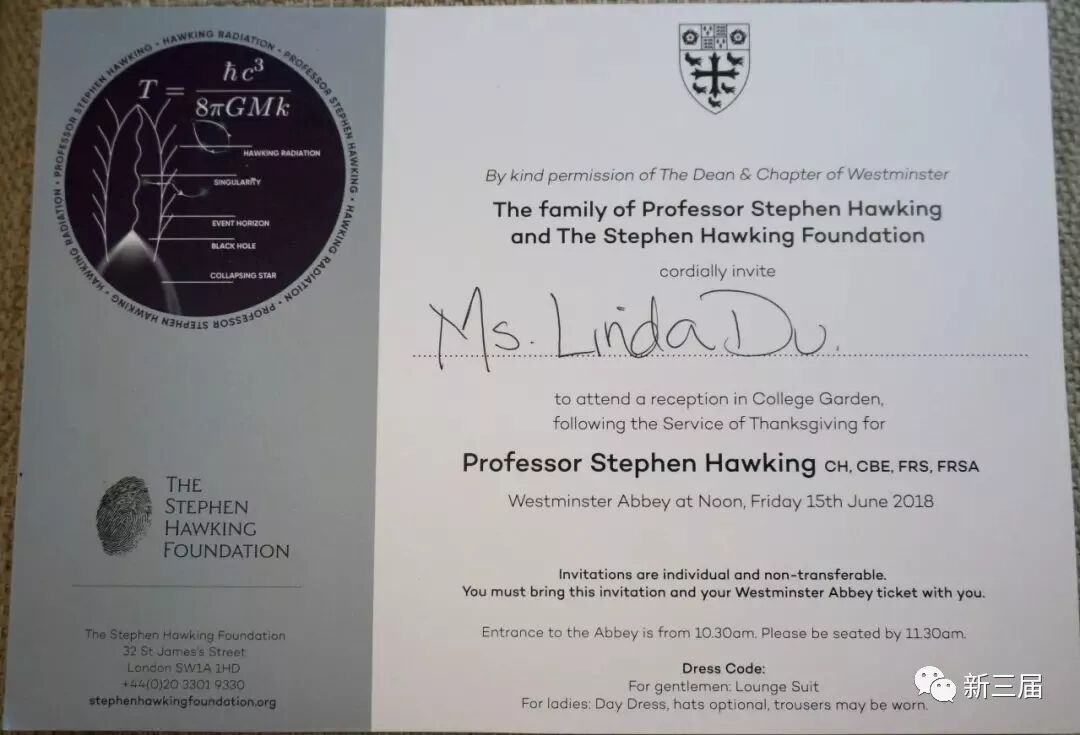 PROFESSOR STEPHEN HAWKING • HAWKING RADIATION • PROFESSOR STEPHEN HAWKING • HAWKING RADIATION • PROFESSOR STEPHEN HAWKING • HAWKING RADIATION •
T = ħc³ / 8πGMk
HAWKING RADIATION
SINGULARITY
EVENT HORIZON
BLACK HOLE
COLLAPSING STAR
THE
STEPHEN
HAWKING
FOUNDATION
The Stephen Hawking Foundation
32 St James's Street
London SW1A 1HD
+44(0)20 3301 9330
stephenhawkingfoundation.org
By kind permission of The Dean & Chapter of Westminster
The family of Professor Stephen Hawking
and The Stephen Hawking Foundation
cordially invite
Ms. Linda Du.
to attend a reception in College Garden,
following the Service of Thanksgiving for
Professor Stephen Hawking CH, CBE, FRS, FRSA
Westminster Abbey at Noon, Friday 15th June 2018
Invitations are individual and non-transferable.
You must bring this invitation and your Westminster Abbey ticket with you.
Entrance to the Abbey is from 10.30am. Please be seated by 11.30am.
Dress Code:
For gentlemen: Lounge Suit
For ladies: Day Dress, hats optional, trousers may be worn.
新三届